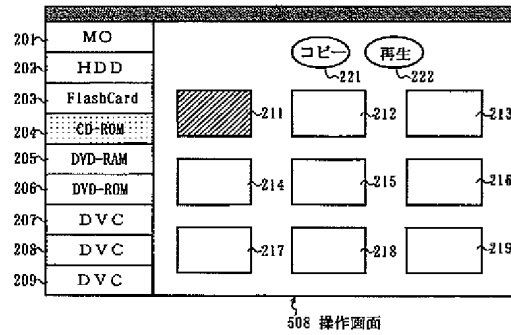 201 MO
202 HDD
203 FlashCard
204 CD-ROM
205 DVD-RAM
206 DVD-ROM
207 DVC
208 DVC
209 DVC
コピー 再生
221 222
211 212 213
214 215 216
217 218 219
508 操作画面